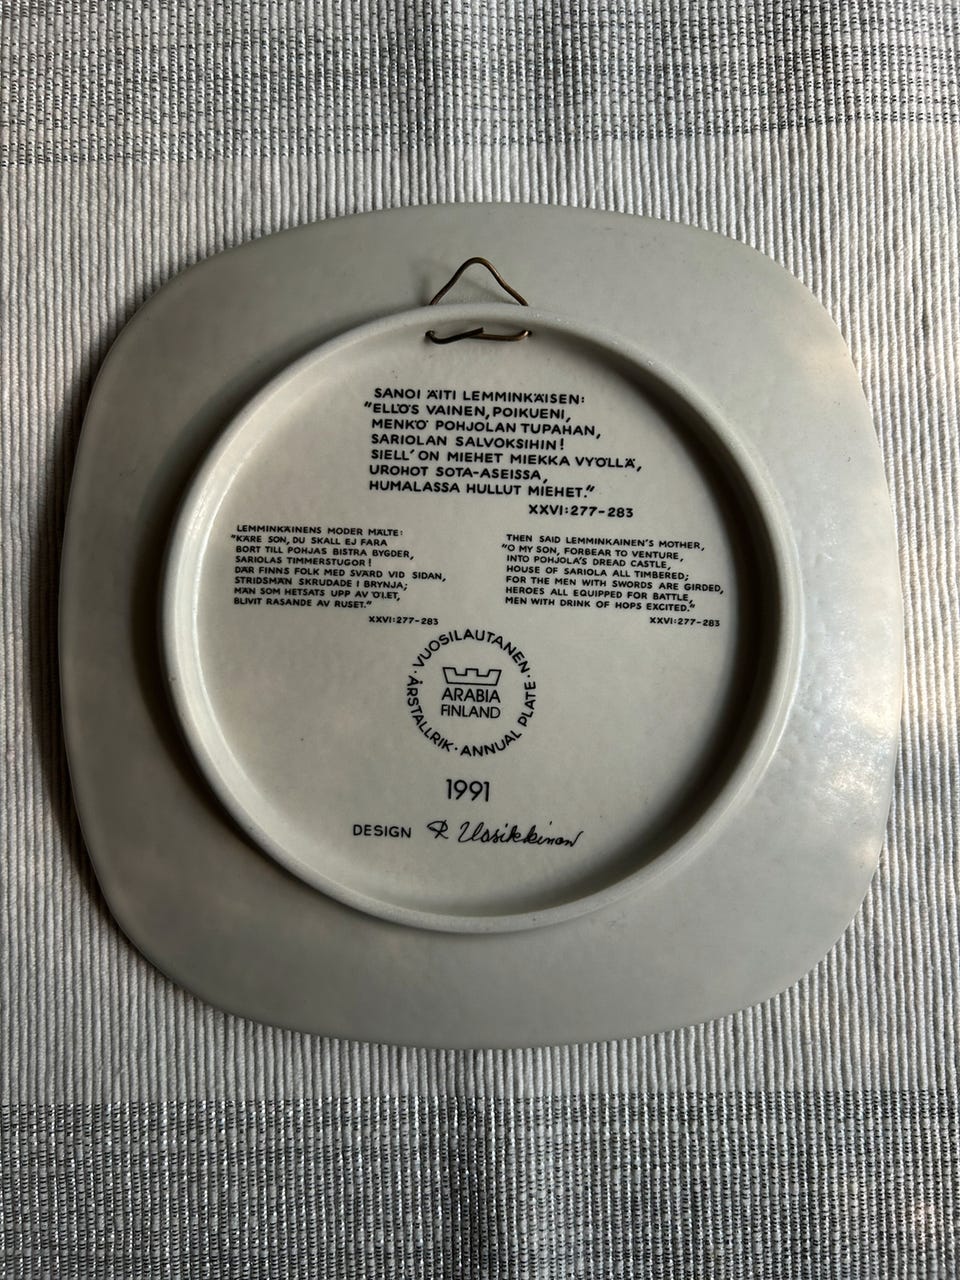 SANOI ÄITI LEMMINKÄISEN:
"ELLÖS VAINEN, POIKUENI,
MENKÖ POHJOLAN TUPAHAN,
SARIOLAN SALVOKSIHIN!
SIELL' ON MIEHET MIEKKA VYÖLLÄ,
UROHOT SOTA-ASEISSA,
HUMALASSA HULLUT MIEHET."
XXVI:277-283
LEMMINKÄINENS MODER MÄLTE:
"KÄRE SON, DU SKALL EJ FARA
BORT TILL POHJAS BISTRA BYGDER,
SARIOLAS TIMMERSTUGOR!
DÄR FINNS FOLK MED SVÄRD VID SIDAN,
STRIDSMÄN SKRUDADE I BRYNJA;
MÄN SOM HETSATS UPP AV ÖLET,
BLIVIT RASANDE AV RUSET."
XXVI:277-283
THEN SAID LEMMINKAINEN'S MOTHER,
"O MY SON, FORBEAR TO VENTURE,
INTO POHJOLA'S DREAD CASTLE,
HOUSE OF SARIOLA ALL TIMBERED;
FOR THE MEN WITH SWORDS ARE GIRDED,
HEROES ALL EQUIPPED FOR BATTLE,
MEN WITH DRINK OF HOPS EXCITED."
XXVI:277-283
· VUOSILAUTANEN ·
ARABIA
FINLAND
ÅRSTALLRIK · ANNUAL PLATE
1991
DESIGN R Uosikkinen